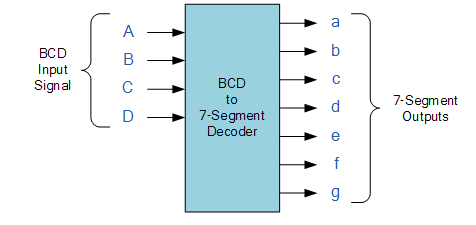 BCD
Input
Signal
A
B
C
D
BCD
to
7-Segment
Decoder
a
b
c
d
e
f
g
7-Segment
Outputs